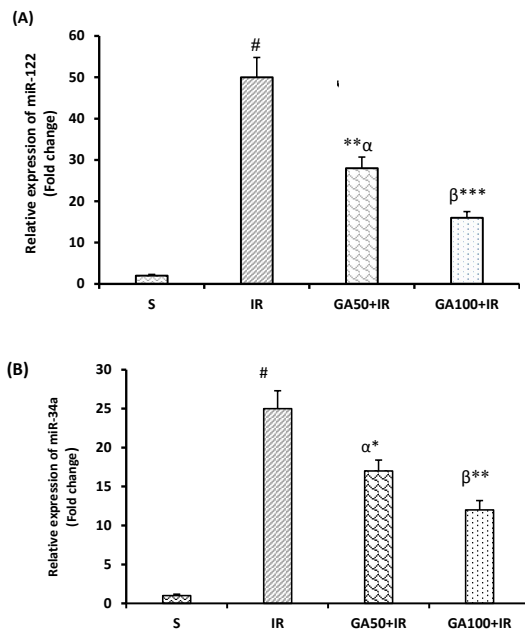 (A)
Relative expression of miR-122
(Fold change)
60
50
40
30
20
10
0
#
**α
β***
S IR GA50+IR GA100+IR
(B)
Relative expression of miR-34a
(Fold change)
30
25
20
15
10
5
0
#
α*
β**
S IR GA50+IR GA100+IR